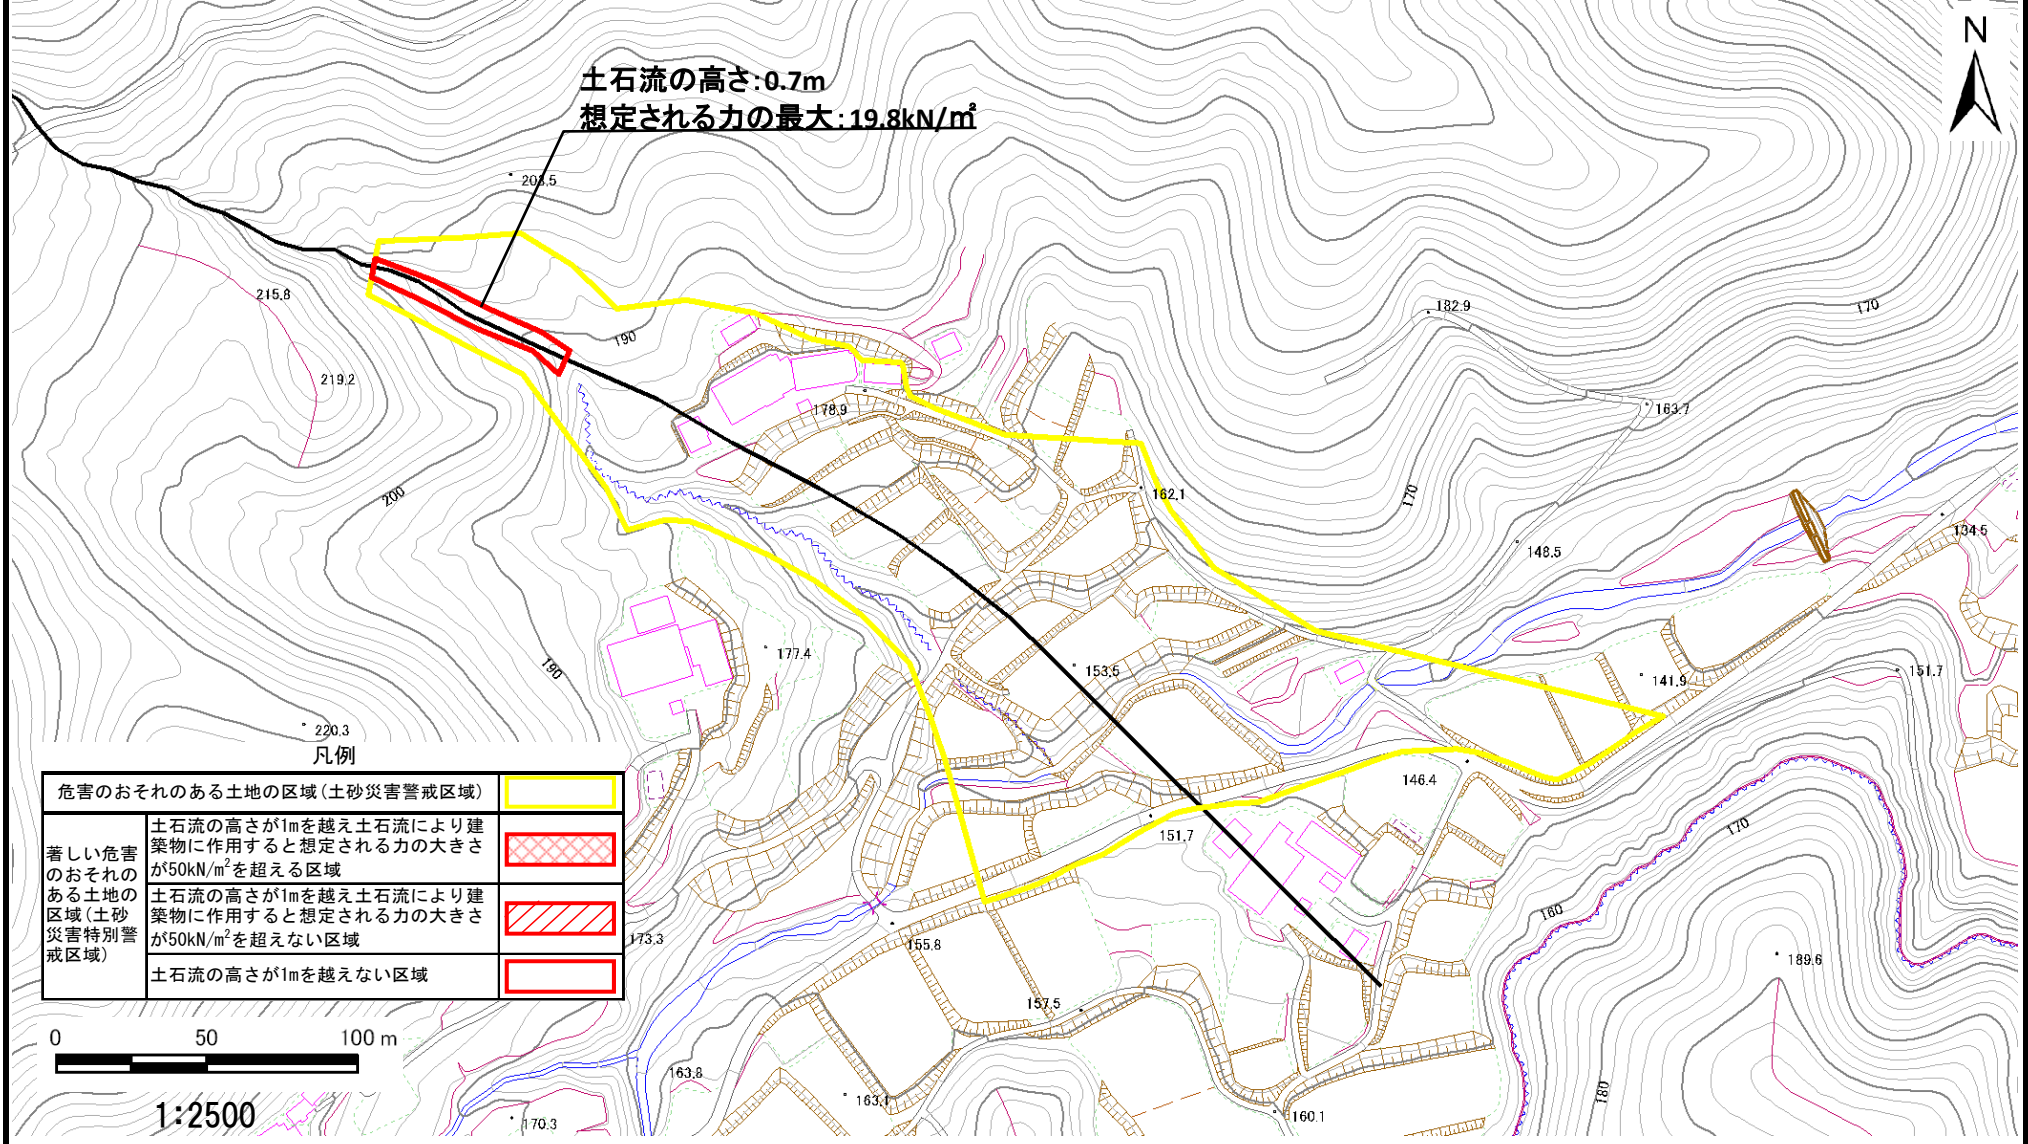 N
土石流の高さ:0.7m
想定される力の最大:19.8kN/㎡
203.5
215.8
219.2
190
182.9
170
163.7
178.9
200
162.1
170
148.5
134.5
177.4
190
153.5
141.9
151.7
220.3
146.4
151.7
170
160
173.3
155.8
189.6
157.5
163.8
163.1
160.1
180
170.3
凡例
危害のおそれのある土地の区域(土砂災害警戒区域)
著しい危害
のおそれの
ある土地の
区域(土砂
災害特別警
戒区域)
土石流の高さが1mを越え土石流により建
築物に作用すると想定される力の大きさ
が50kN/m²を超える区域
土石流の高さが1mを越え土石流により建
築物に作用すると想定される力の大きさ
が50kN/m²を超えない区域
土石流の高さが1mを越えない区域
0 50 100 m
1:2500